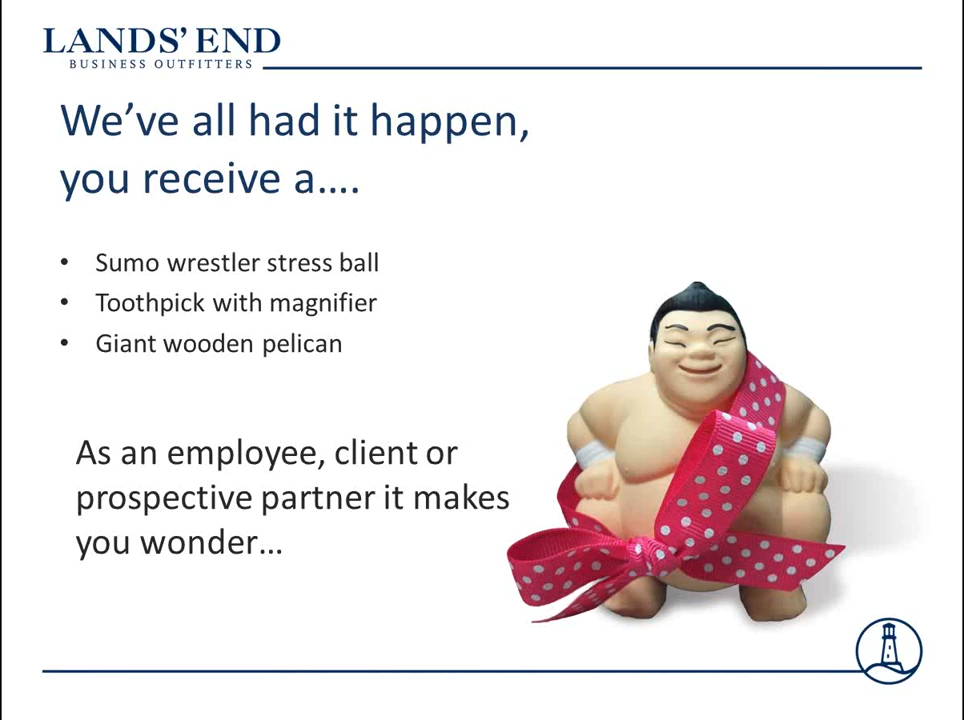 LANDS’ END
BUSINESS OUTFITTERS
We’ve all had it happen,
you receive a….
• Sumo wrestler stress ball
• Toothpick with magnifier
• Giant wooden pelican
As an employee, client or
prospective partner it makes
you wonder…